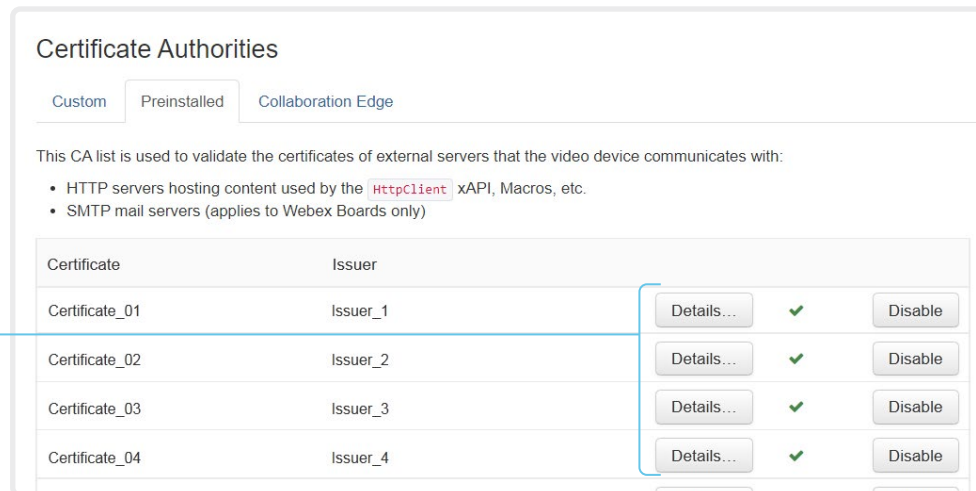 Certificate Authorities
Custom Preinstalled Collaboration Edge
This CA list is used to validate the certificates of external servers that the video device communicates with:
• HTTP servers hosting content used by the HttpClient xAPI, Macros, etc.
• SMTP mail servers (applies to Webex Boards only)
Certificate Issuer
Certificate_01 Issuer_1 Details... Disable
Certificate_02 Issuer_2 Details... Disable
Certificate_03 Issuer_3 Details... Disable
Certificate_04 Issuer_4 Details... Disable